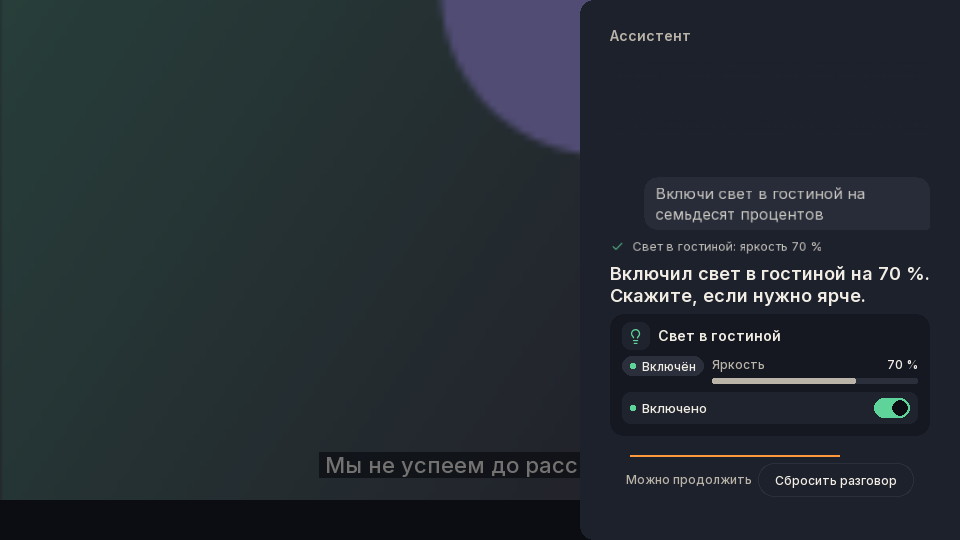 Ассистент
Включи свет в гостиной на
семьдесят процентов
Свет в гостиной: яркость 70 %
Включил свет в гостиной на 70 %.
Скажите, если нужно ярче.
Свет в гостиной
Включён
Яркость
70 %
Включено
Мы не успеем до расс
Можно продолжить
Сбросить разговор